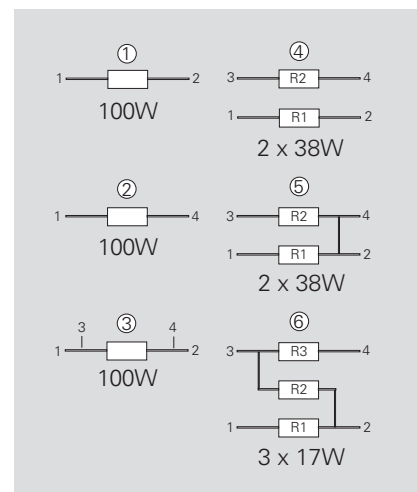 ① ④
1 2 3 R2 4
100W 1 R1 2
2 x 38W
② ⑤
1 4 3 R2 4
100W 1 R1 2
2 x 38W
3 ③ 4 ⑥
1 2 3 R3 4
100W R2
1 R1 2
3 x 17W